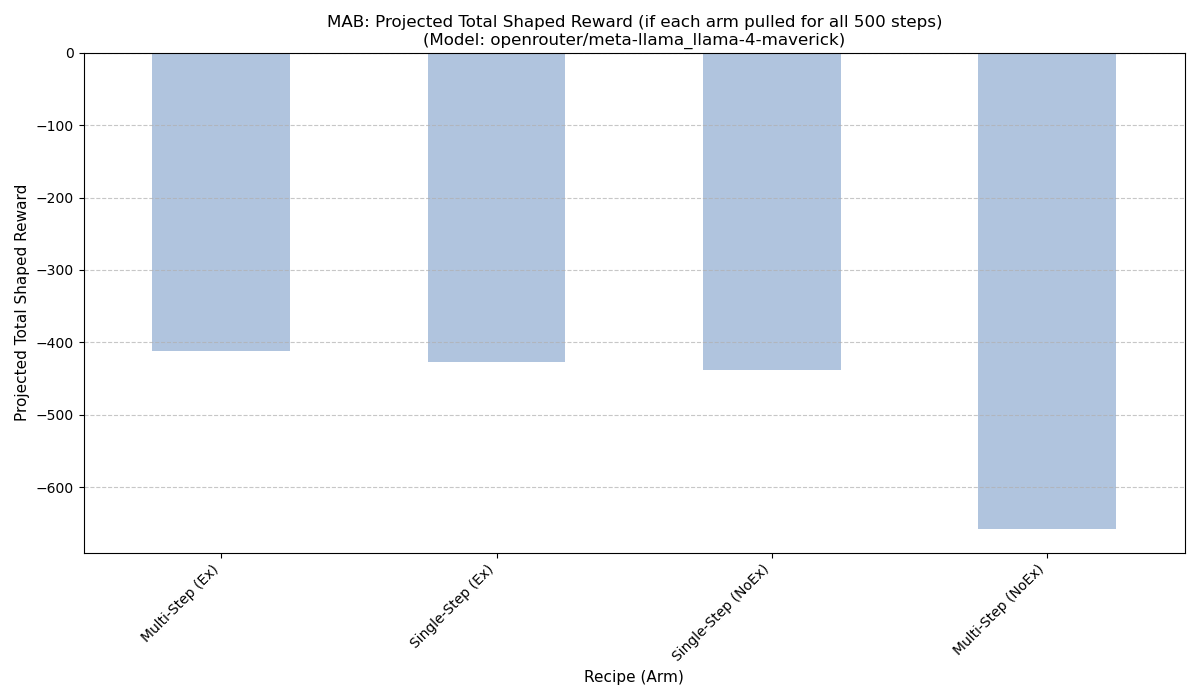 MAB: Projected Total Shaped Reward (if each arm pulled for all 500 steps)
(Model: openrouter/meta-llama_llama-4-maverick)
Projected Total Shaped Reward
0
−100
−200
−300
−400
−500
−600
Multi-Step (Ex)
Single-Step (Ex)
Single-Step (NoEx)
Multi-Step (NoEx)
Recipe (Arm)